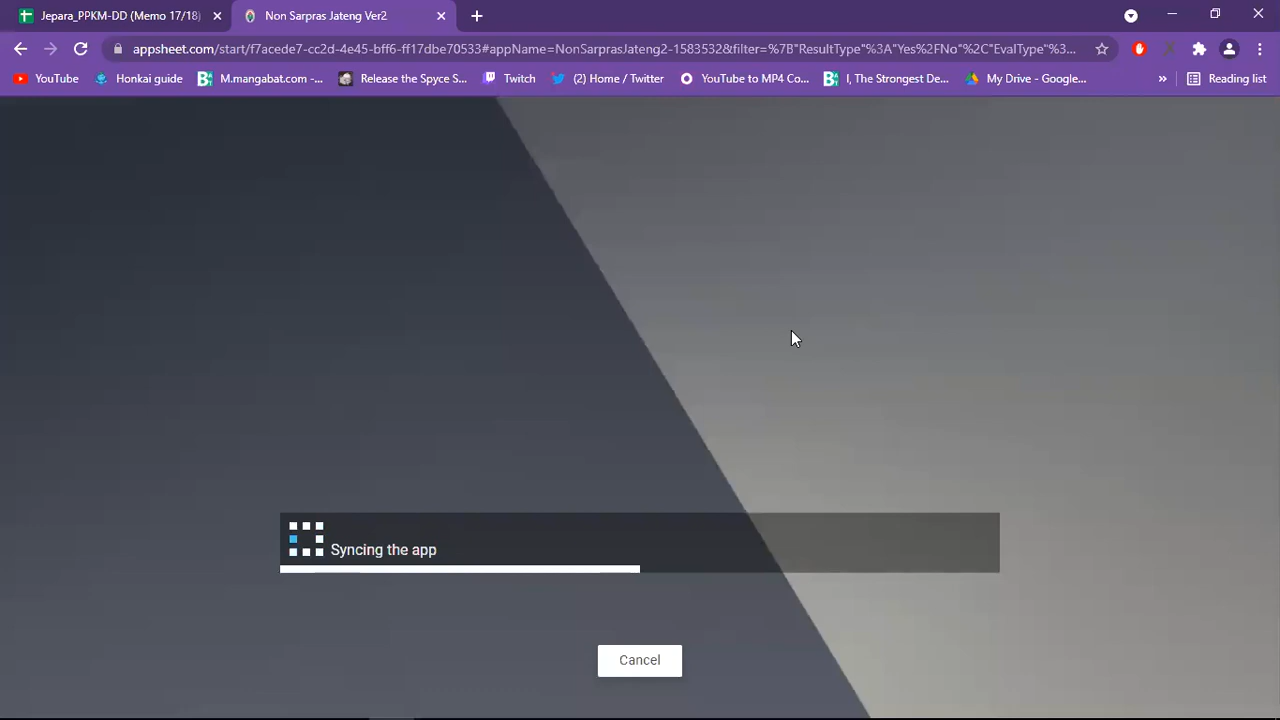 Jepara_PPKM-DD (Memo 17/18)
Non Sarpras Jateng Ver2
appsheet.com/start/f7acede7-cc2d-4e45-bff6-ff17dbe70533#appName=NonSarprasJateng2-1583532&filter=%7B"ResultType"%3A"Yes%2FNo"%2C"EvalType"%3...
YouTube
Honkai guide
M.mangabat.com -...
Release the Spyce S...
Twitch
(2) Home / Twitter
YouTube to MP4 Co...
I, The Strongest De...
My Drive - Google...
»
Reading list
Syncing the app
Cancel